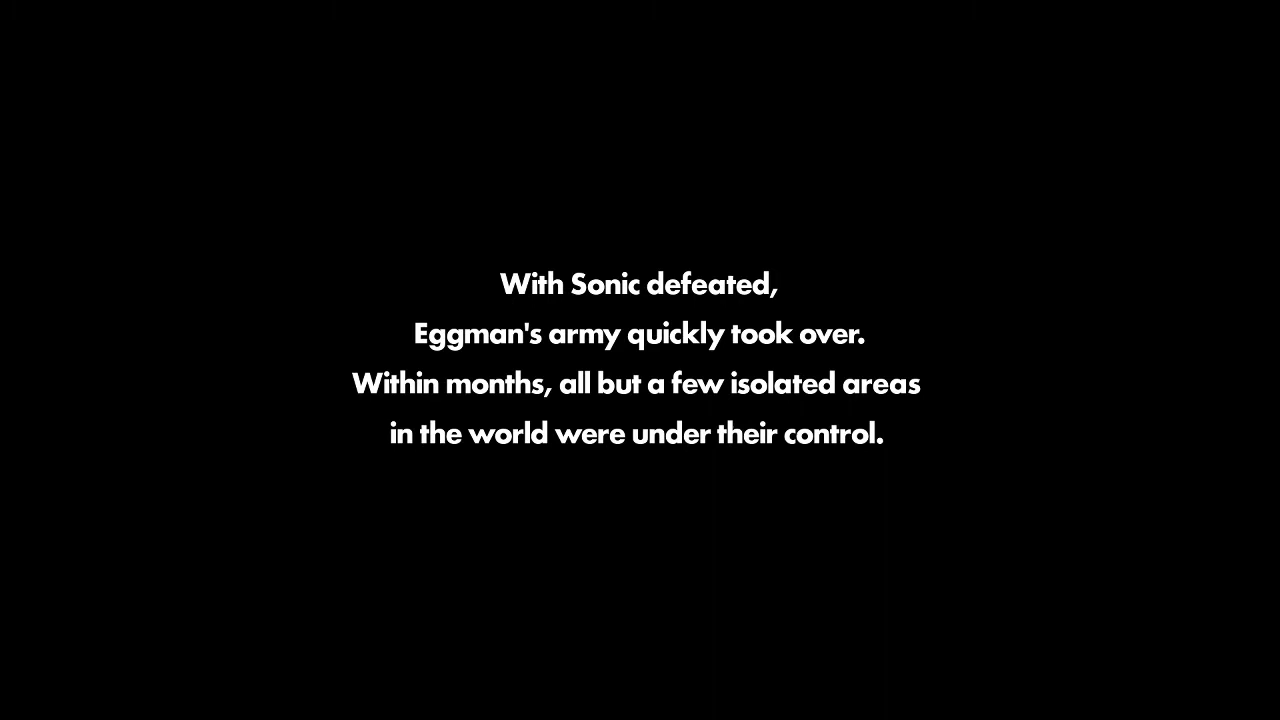 With Sonic defeated,
Eggman's army quickly took over.
Within months, all but a few isolated areas
in the world were under their control.